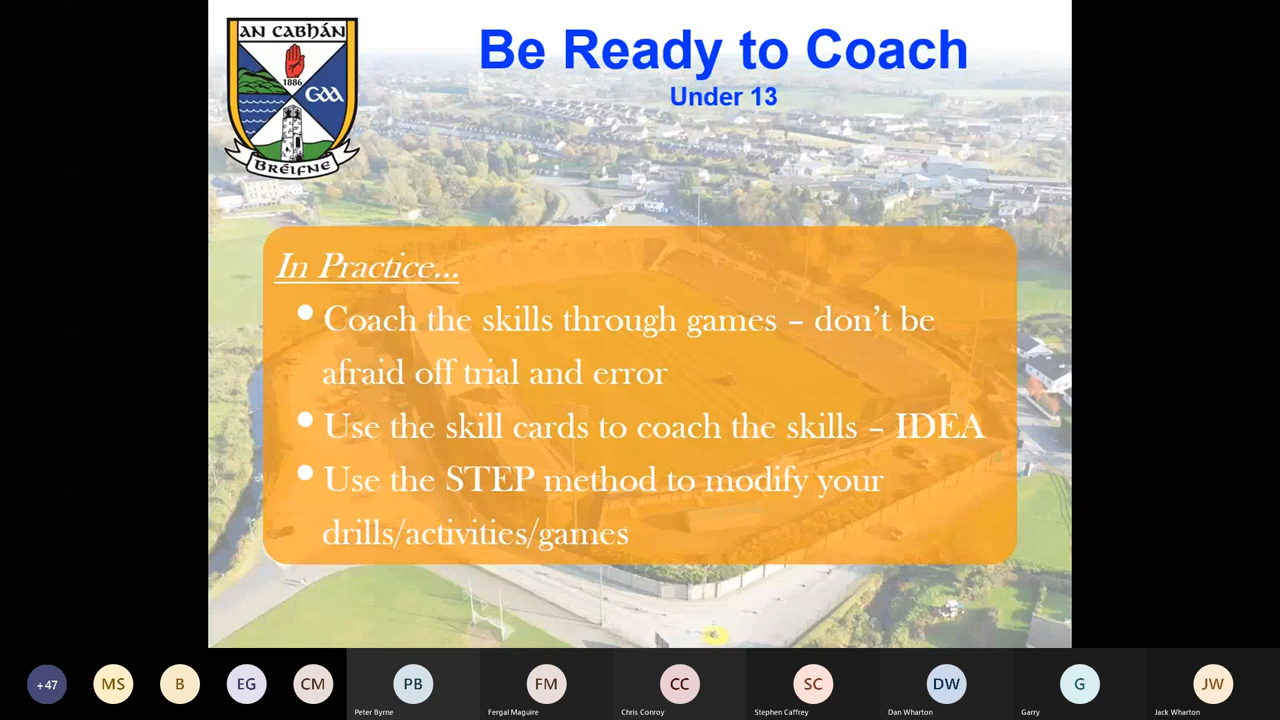 AN CABHÁN
1886
GAA
BRÉIFNE
Be Ready to Coach
Under 13
In Practice...
• Coach the skills through games – don't be
afraid off trial and error
• Use the skill cards to coach the skills – IDEA
• Use the STEP method to modify your
drills/activities/games
+47
MS
B
EG
CM
PB
FM
CC
SC
DW
G
JW
Peter Byrne
Fergal Maguire
Chris Conroy
Stephen Caffrey
Dan Wharton
Garry
Jack Wharton